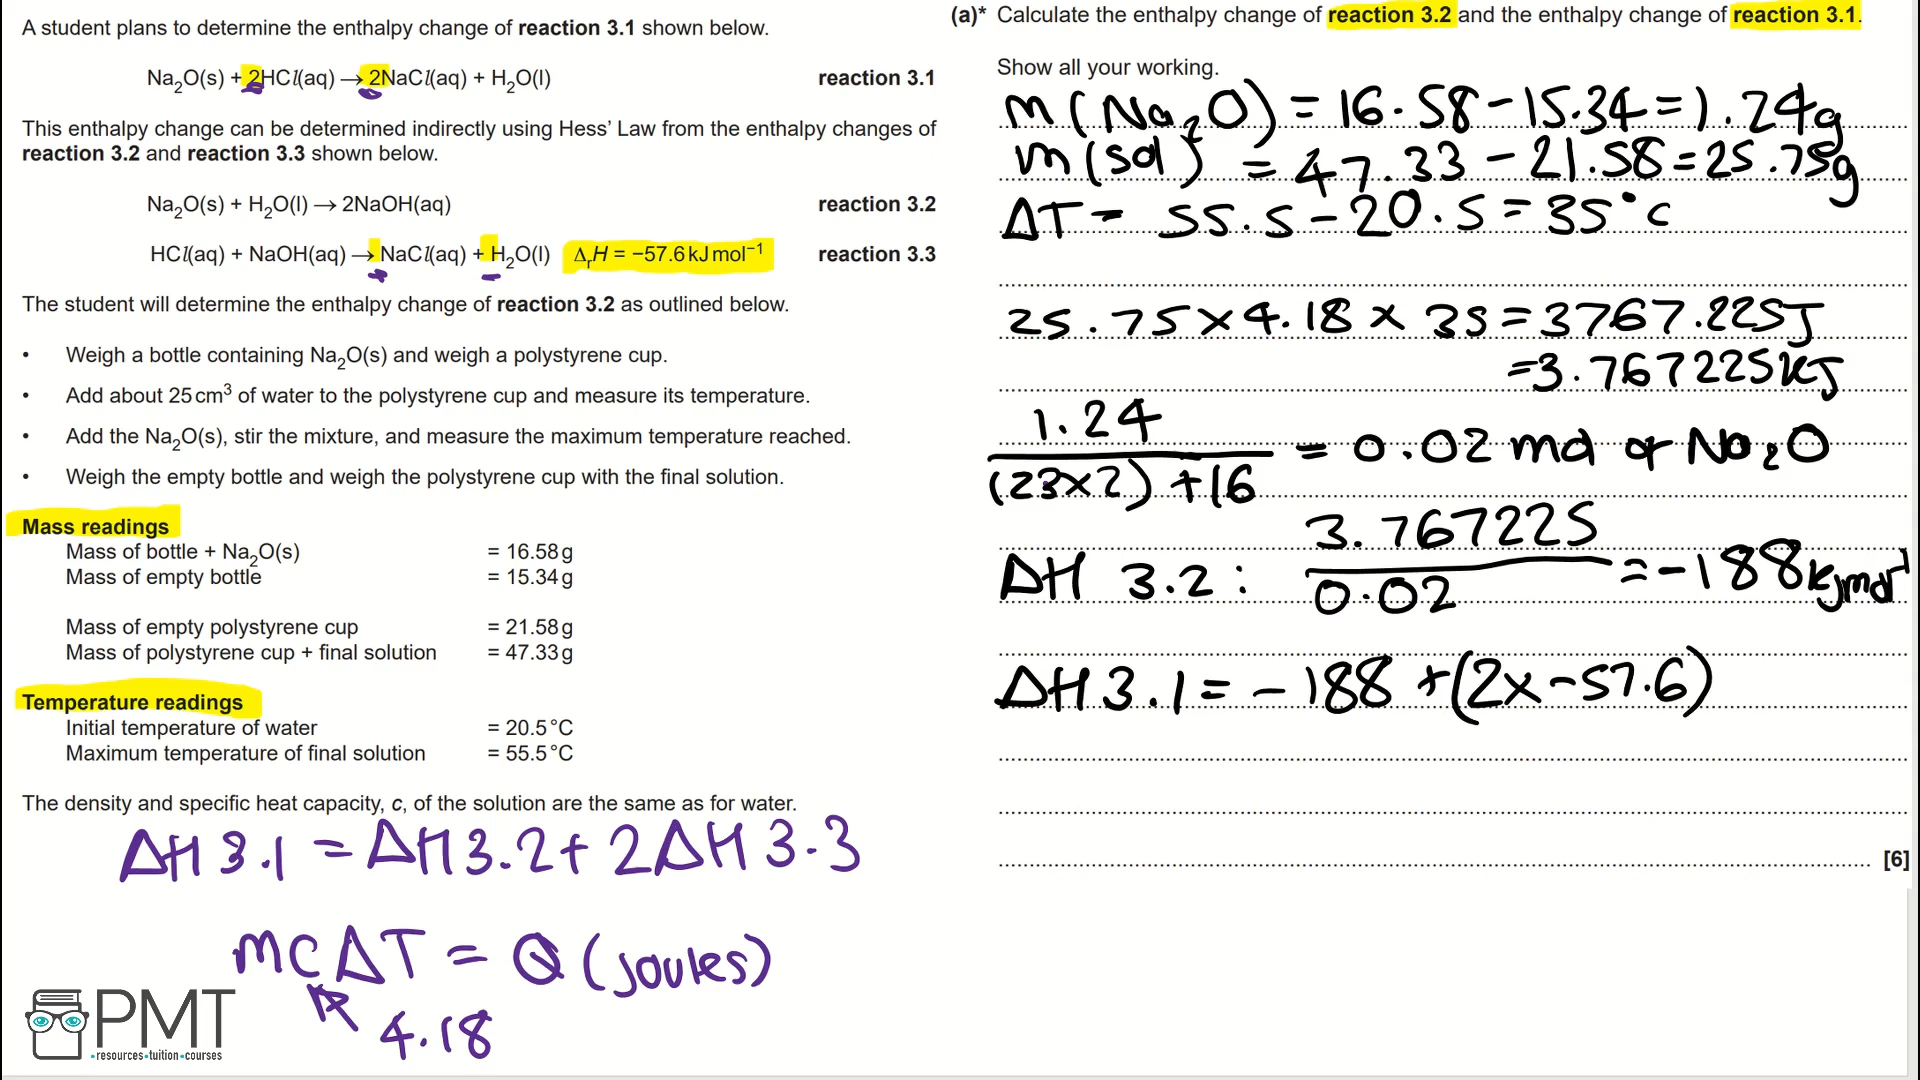 A student plans to determine the enthalpy change of reaction 3.1 shown below.
Na₂O(s) + 2HCl(aq) → 2NaCl(aq) + H₂O(l) reaction 3.1
This enthalpy change can be determined indirectly using Hess’ Law from the enthalpy changes of
reaction 3.2 and reaction 3.3 shown below.
Na₂O(s) + H₂O(l) → 2NaOH(aq) reaction 3.2
HCl(aq) + NaOH(aq) → NaCl(aq) + H₂O(l) ΔᵣH = −57.6 kJ mol⁻¹ reaction 3.3
The student will determine the enthalpy change of reaction 3.2 as outlined below.
• Weigh a bottle containing Na₂O(s) and weigh a polystyrene cup.
• Add about 25 cm³ of water to the polystyrene cup and measure its temperature.
• Add the Na₂O(s), stir the mixture, and measure the maximum temperature reached.
• Weigh the empty bottle and weigh the polystyrene cup with the final solution.
Mass readings
Mass of bottle + Na₂O(s) = 16.58 g
Mass of empty bottle = 15.34 g
Mass of empty polystyrene cup = 21.58 g
Mass of polystyrene cup + final solution = 47.33 g
Temperature readings
Initial temperature of water = 20.5 °C
Maximum temperature of final solution = 55.5 °C
The density and specific heat capacity, c, of the solution are the same as for water.
ΔH 3.1 = ΔH 3.2 + 2ΔH 3.3
mcΔT = Q (joules)
4.18
PMT
•resources•tuition•courses
(a)* Calculate the enthalpy change of reaction 3.2 and the enthalpy change of reaction 3.1.
Show all your working.
m(Na₂O) = 16.58 − 15.34 = 1.24g
m(sol) = 47.33 − 21.58 = 25.75g
ΔT = 55.5 − 20.5 = 35°C
25.75 × 4.18 × 35 = 3767.225J
= 3.767225kJ
1.24
(23×2) + 16 = 0.02 mol of Na₂O
3.767225
ΔH 3.2 : 0.02 = −188kJmol⁻¹
ΔH 3.1 = −188 + (2x −57.6)
[6]